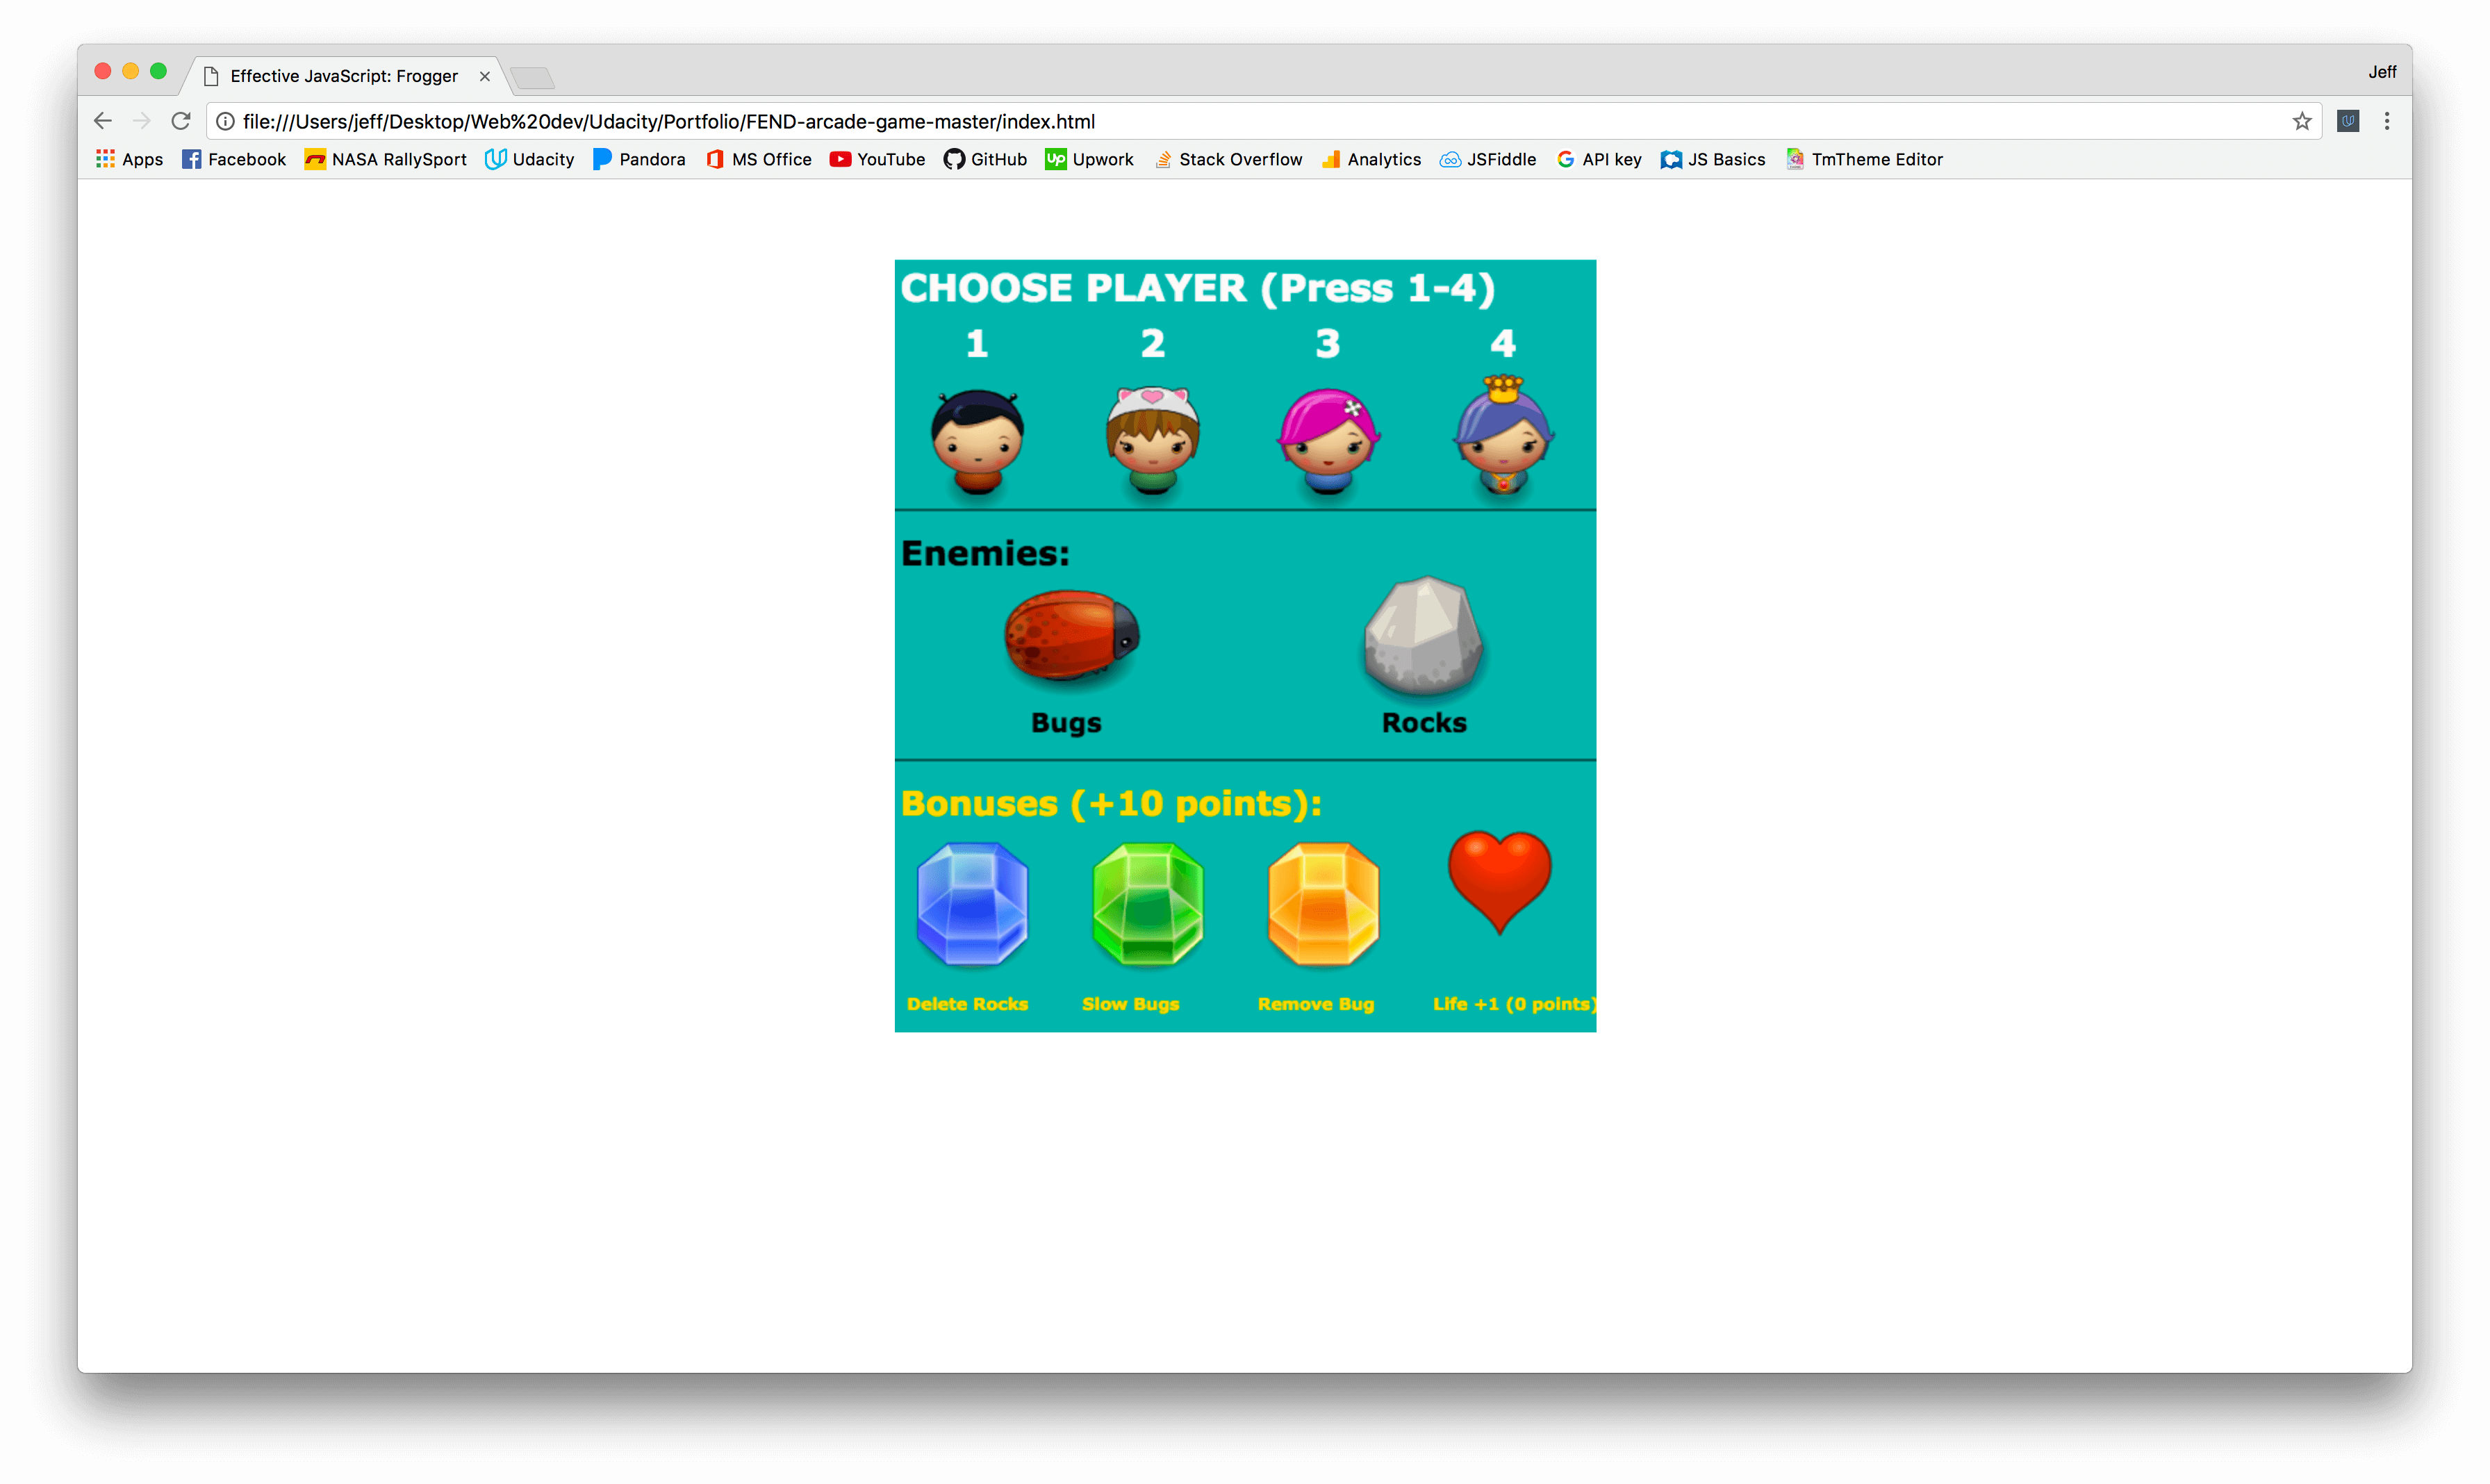 Effective JavaScript: Frogger
Jeff
file:///Users/jeff/Desktop/Web%20dev/Udacity/Portfolio/FEND-arcade-game-master/index.html
Apps Facebook NASA RallySport Udacity Pandora MS Office YouTube GitHub Up Upwork Stack Overflow Analytics JSFiddle API key JS Basics TmTheme Editor
CHOOSE PLAYER (Press 1-4)
1 2 3 4
Enemies:
Bugs Rocks
Bonuses (+10 points):
Delete Rocks Slow Bugs Remove Bug Life +1 (0 points)